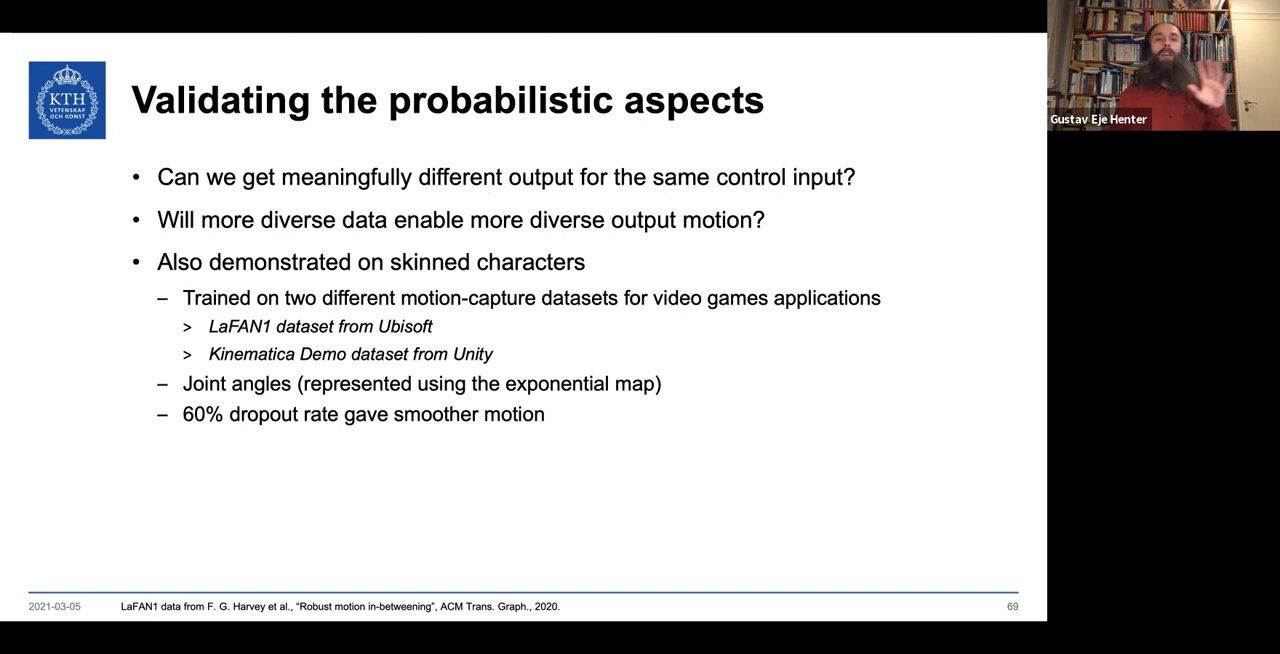 KTH
VETENSKAP
OCH KONST
Validating the probabilistic aspects
• Can we get meaningfully different output for the same control input?
• Will more diverse data enable more diverse output motion?
• Also demonstrated on skinned characters
– Trained on two different motion-capture datasets for video games applications
> LaFAN1 dataset from Ubisoft
> Kinematica Demo dataset from Unity
– Joint angles (represented using the exponential map)
– 60% dropout rate gave smoother motion
2021-03-05
LaFAN1 data from F. G. Harvey et al., “Robust motion in-betweening”, ACM Trans. Graph., 2020.
69
Gustav Eje Henter